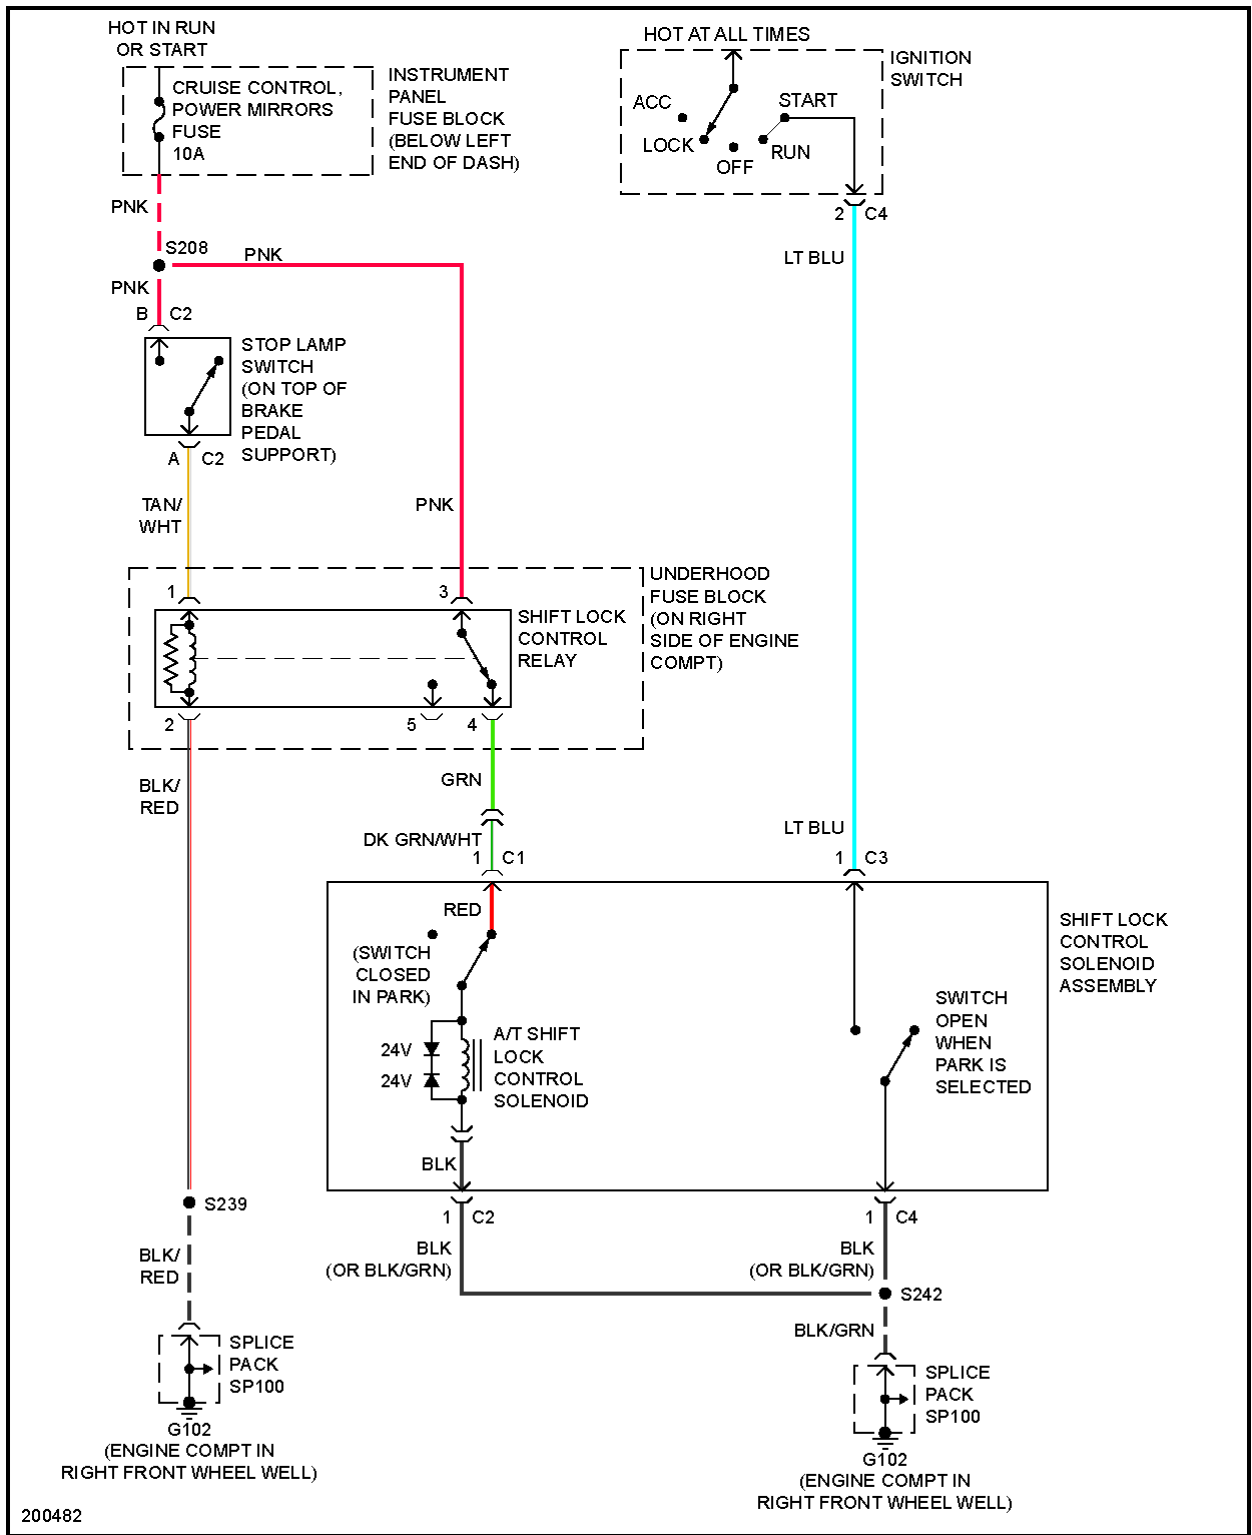 HOT IN RUN
OR START
CRUISE CONTROL,
POWER MIRRORS
FUSE
10A
INSTRUMENT
PANEL
FUSE BLOCK
(BELOW LEFT
END OF DASH)
HOT AT ALL TIMES
IGNITION
SWITCH
ACC
LOCK
OFF
RUN
START
2 C4
LT BLU
PNK
S208
PNK
PNK
B C2
STOP LAMP
SWITCH
(ON TOP OF
BRAKE
PEDAL
SUPPORT)
A C2
TAN/
WHT
PNK
1
3
UNDERHOOD
FUSE BLOCK
(ON RIGHT
SIDE OF ENGINE
COMPT)
SHIFT LOCK
CONTROL
RELAY
2
5
4
BLK/
RED
GRN
DK GRN/WHT
1 C1
LT BLU
1 C3
RED
(SWITCH
CLOSED
IN PARK)
SHIFT LOCK
CONTROL
SOLENOID
ASSEMBLY
SWITCH
OPEN
WHEN
PARK IS
SELECTED
24V
24V
A/T SHIFT
LOCK
CONTROL
SOLENOID
BLK
1 C2
1 C4
S239
BLK
(OR BLK/GRN)
BLK
(OR BLK/GRN)
BLK/
RED
S242
BLK/GRN
SPLICE
PACK
SP100
G102
(ENGINE COMPT IN
RIGHT FRONT WHEEL WELL)
SPLICE
PACK
SP100
G102
(ENGINE COMPT IN
RIGHT FRONT WHEEL WELL)
200482